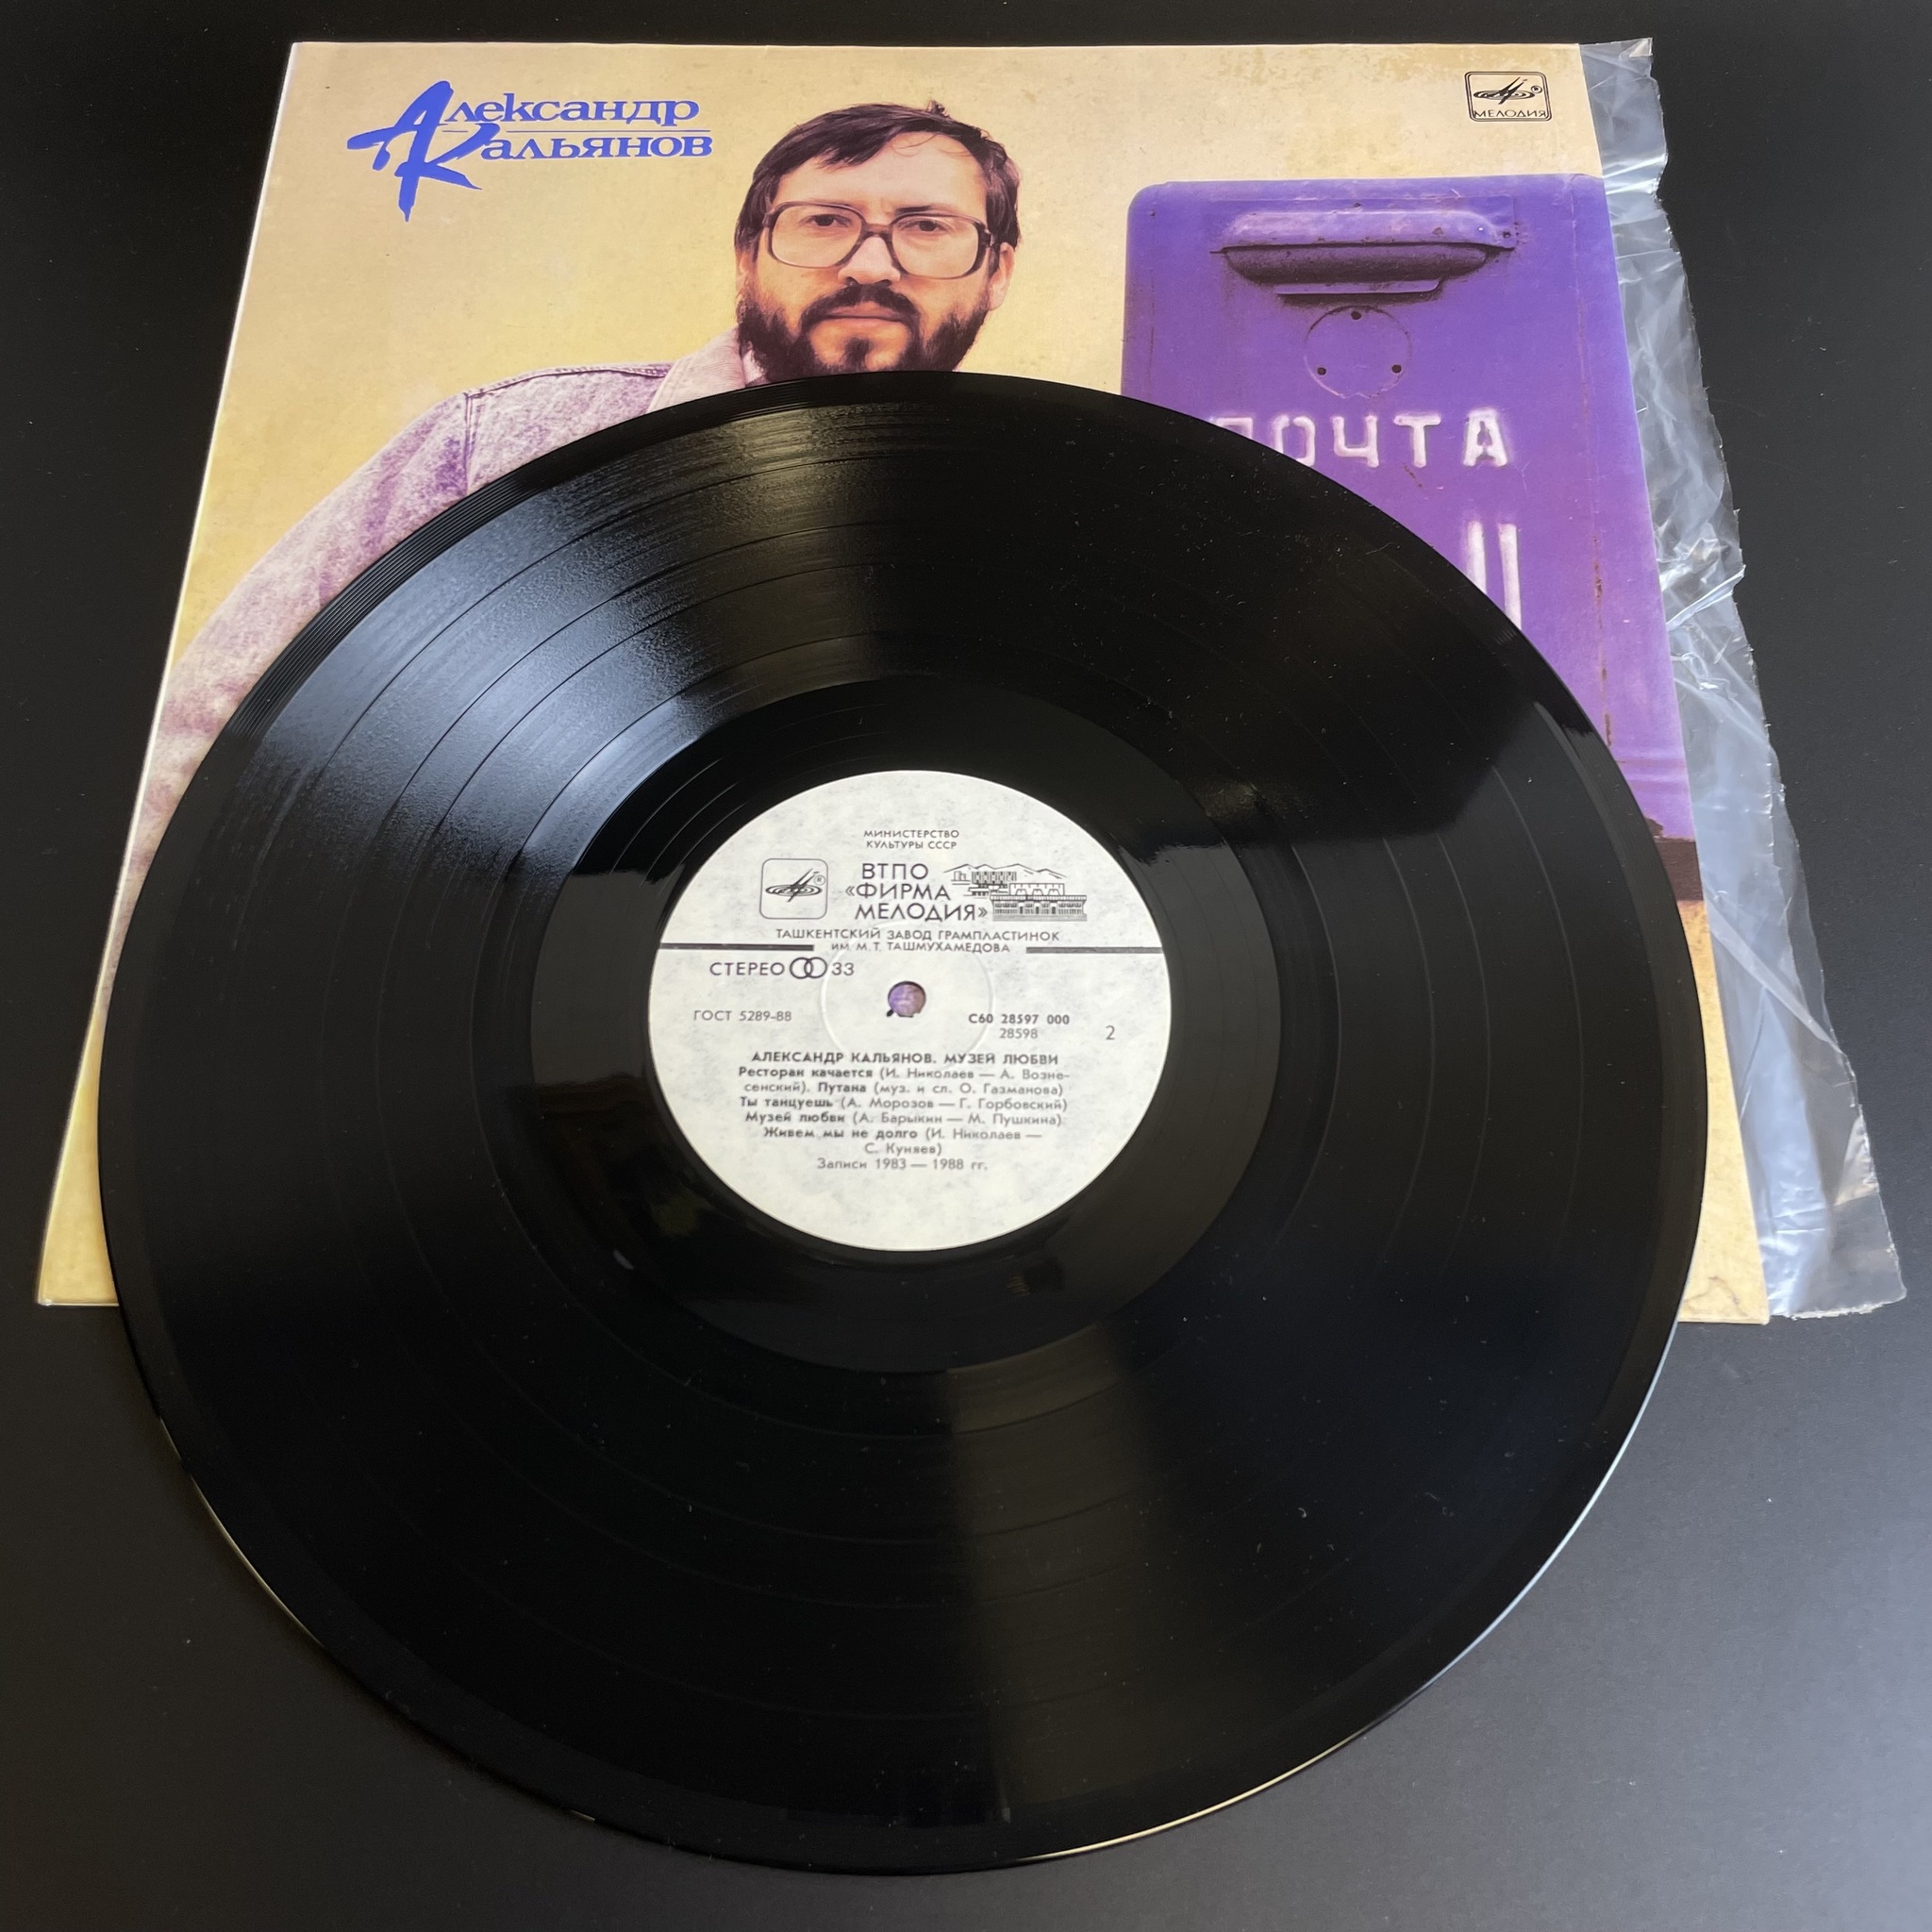 Александр
Кальянов
МЕЛОДИЯ
ПОЧТА
МИНИСТЕРСТВО
КУЛЬТУРЫ СССР
ВТПО
«ФИРМА
МЕЛОДИЯ»
ТАШКЕНТСКИЙ ЗАВОД ГРАМПЛАСТИНОК
ИМ. М. Т. ТАШМУХАМЕДОВА
СТЕРЕО 33
ГОСТ 5289-88
С60 28597 000
28598
2
АЛЕКСАНДР КАЛЬЯНОВ. МУЗЕЙ ЛЮБВИ
Ресторан качается (И. Николаев — А. Возне-
сенский). Путана (муз. и сл. О. Газманова)
Ты танцуешь (А. Морозов — Г. Горбовский)
Музей любви (А. Барыкин — М. Пушкина)
Живем мы не долго (И. Николаев —
С. Куняев)
Записи 1983 — 1988 гг.